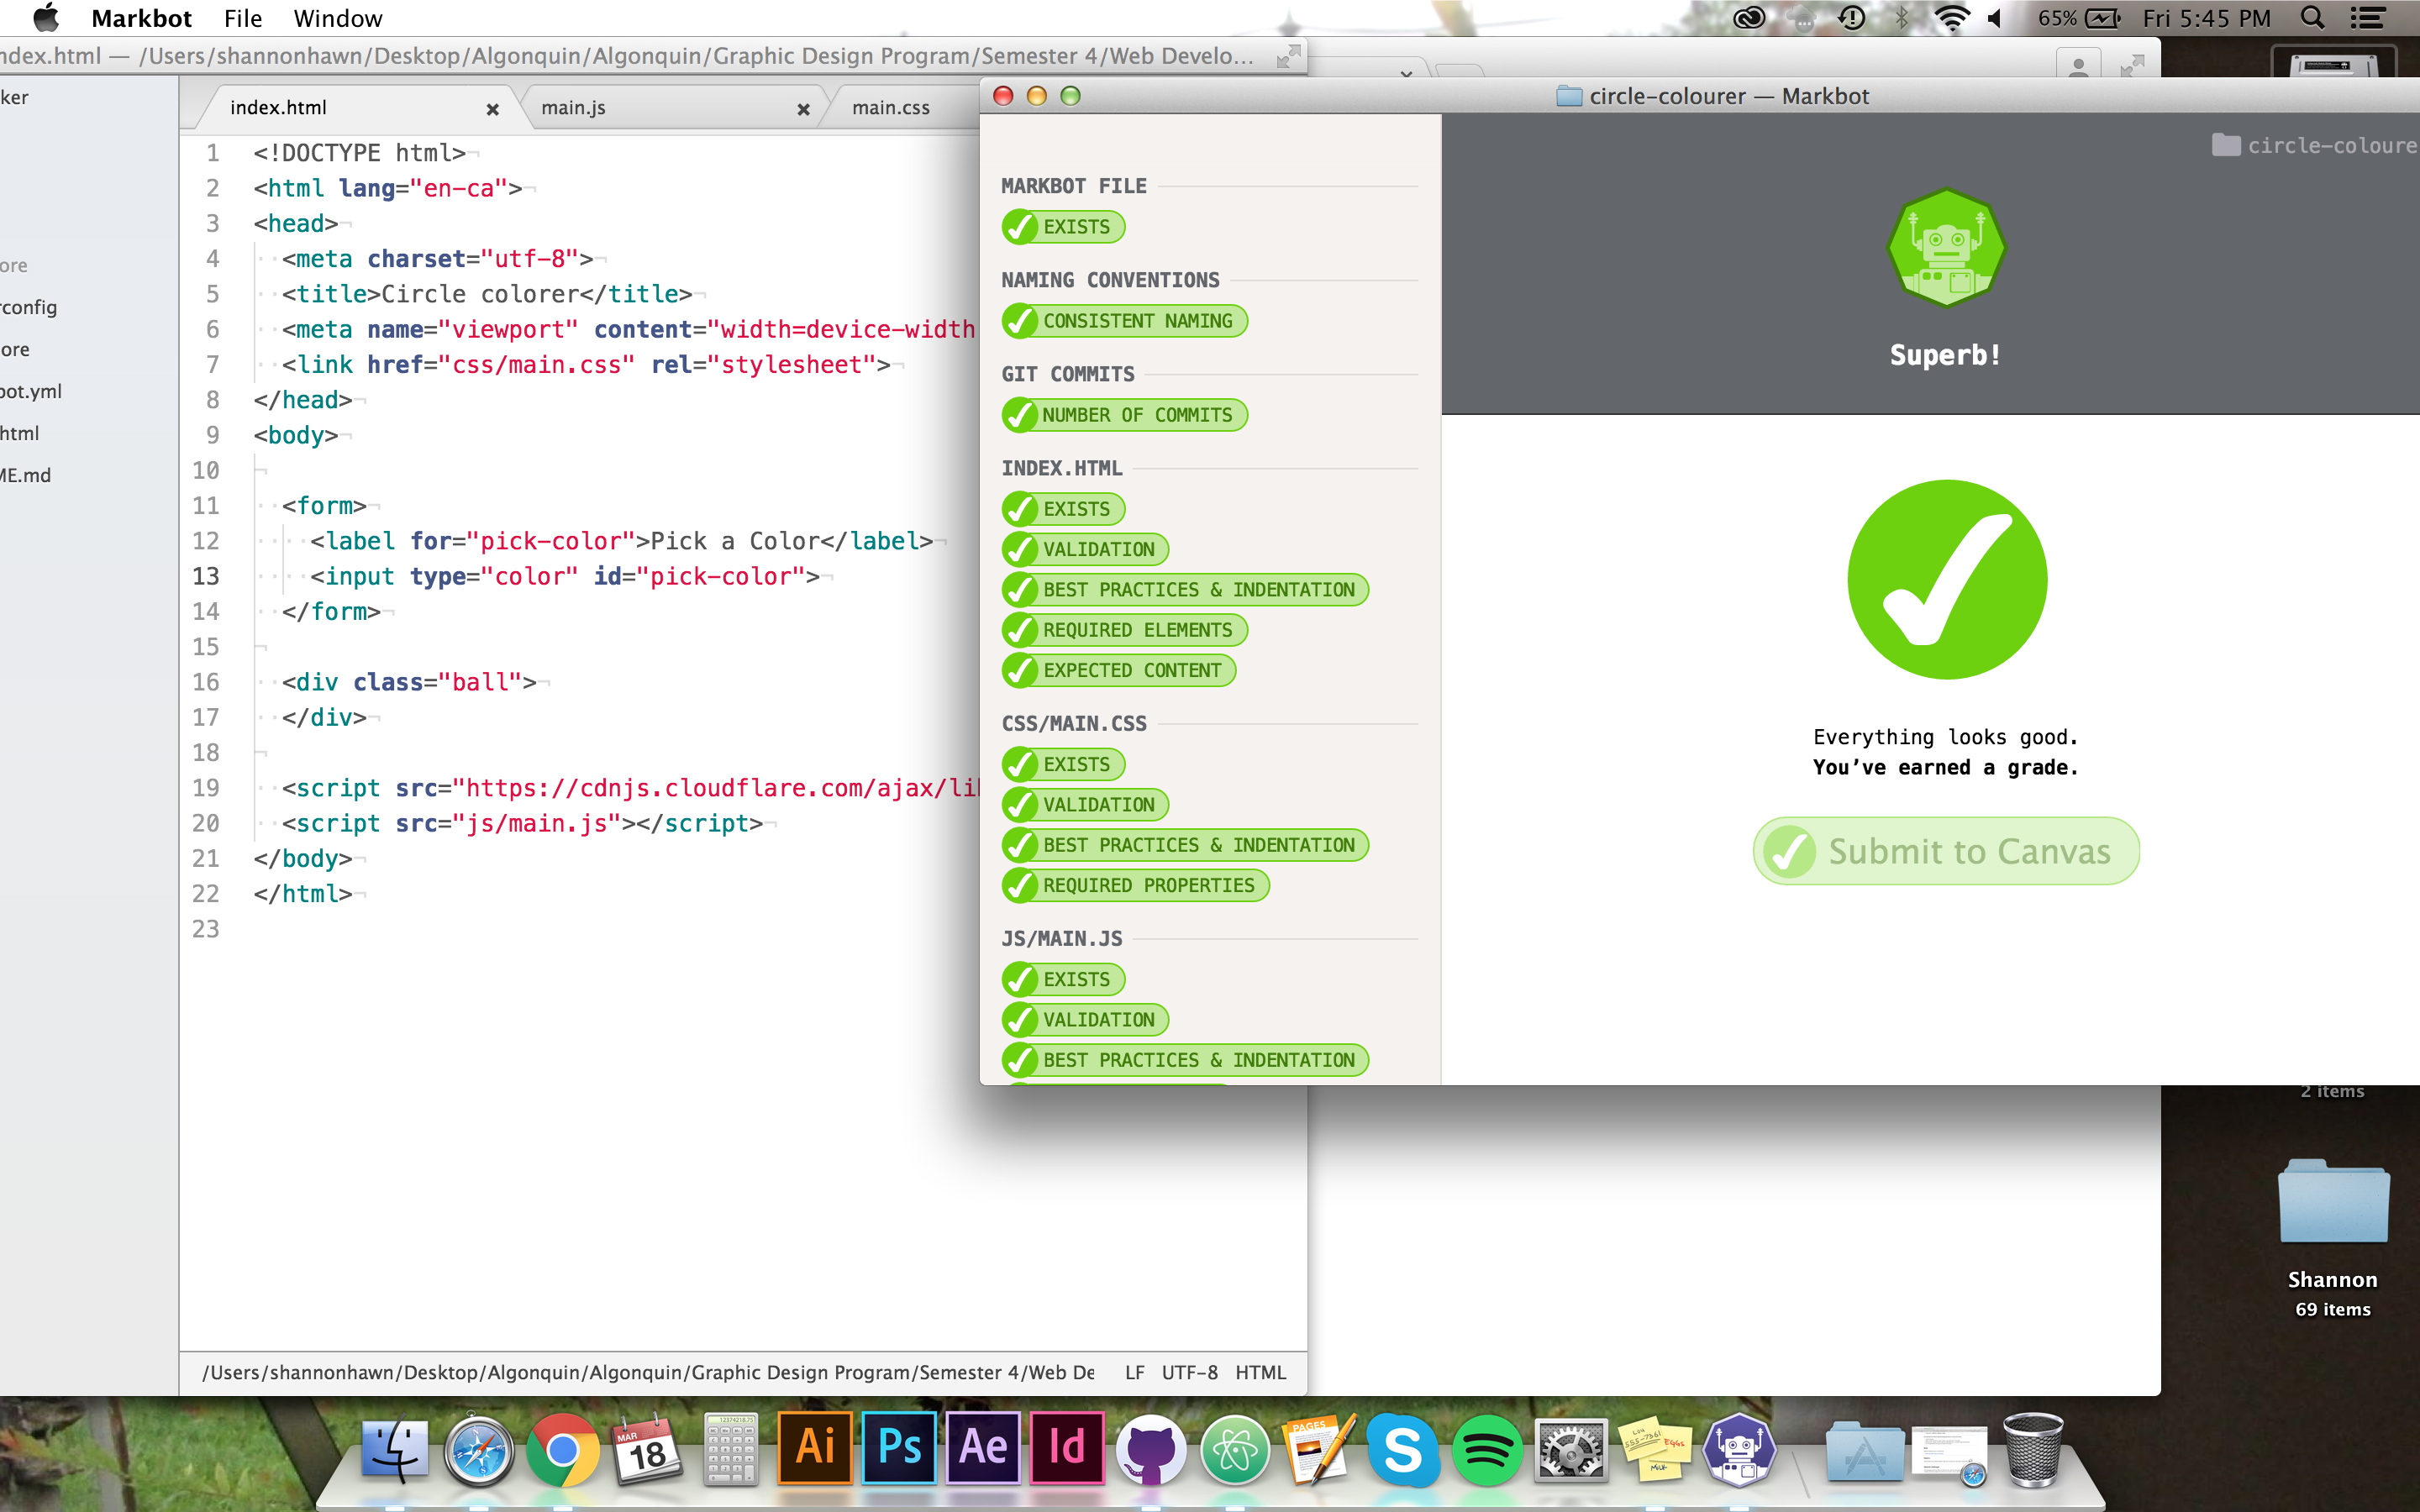 Markbot File Window
65% Fri 5:45 PM
ndex.html — /Users/shannonhawn/Desktop/Algonquin/Algonquin/Graphic Design Program/Semester 4/Web Develo...
ker
ore
rconfig
ore
bot.yml
html
ME.md
index.html
main.js
main.css
1 <!DOCTYPE html>
2 <html lang="en-ca">
3 <head>
4 <meta charset="utf-8">
5 <title>Circle colorer</title>
6 <meta name="viewport" content="width=device-width
7 <link href="css/main.css" rel="stylesheet">
8 </head>
9 <body>
10
11 <form>
12 <label for="pick-color">Pick a Color</label>
13 <input type="color" id="pick-color">
14 </form>
15
16 <div class="ball">
17 </div>
18
19 <script src="https://cdnjs.cloudflare.com/ajax/li
20 <script src="js/main.js"></script>
21 </body>
22 </html>
23
/Users/shannonhawn/Desktop/Algonquin/Algonquin/Graphic Design Program/Semester 4/Web De
LF UTF-8 HTML
circle-colourer — Markbot
MARKBOT FILE
EXISTS
NAMING CONVENTIONS
CONSISTENT NAMING
GIT COMMITS
NUMBER OF COMMITS
INDEX.HTML
EXISTS
VALIDATION
BEST PRACTICES & INDENTATION
REQUIRED ELEMENTS
EXPECTED CONTENT
CSS/MAIN.CSS
EXISTS
VALIDATION
BEST PRACTICES & INDENTATION
REQUIRED PROPERTIES
JS/MAIN.JS
EXISTS
VALIDATION
BEST PRACTICES & INDENTATION
circle-coloure
Superb!
Everything looks good.
You've earned a grade.
Submit to Canvas
2 items
Shannon
69 items
MAR
18
12374218.75
Ai
Ps
Ae
Id
PAGES
S
555-7361
EGGS
MILK